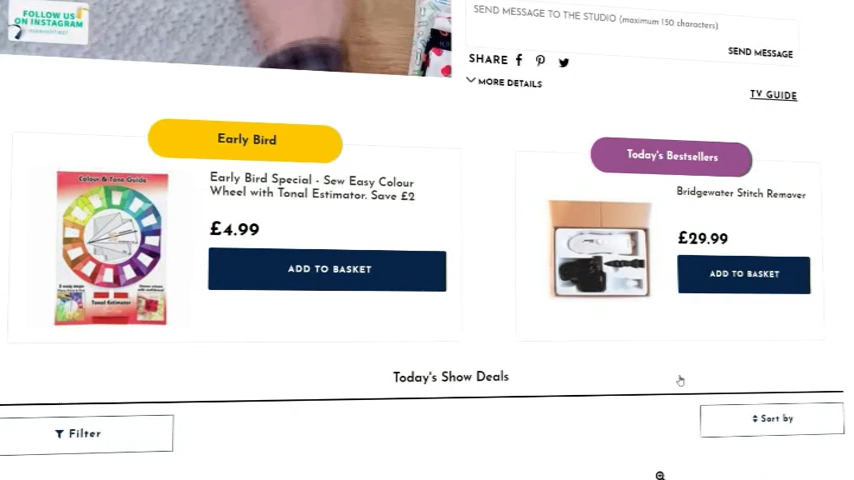 FOLLOW US
ON INSTAGRAM
SEND MESSAGE TO THE STUDIO (maximum 150 characters)
SEND MESSAGE
SHARE
MORE DETAILS
TV GUIDE
Early Bird
Today's Bestsellers
Colour & Tone Guide
Early Bird Special - Sew Easy Colour
Wheel with Tonal Estimator. Save £2
£4.99
ADD TO BASKET
Tonal Estimator
Bridgewater Stitch Remover
£29.99
ADD TO BASKET
Today's Show Deals
Filter
Sort by